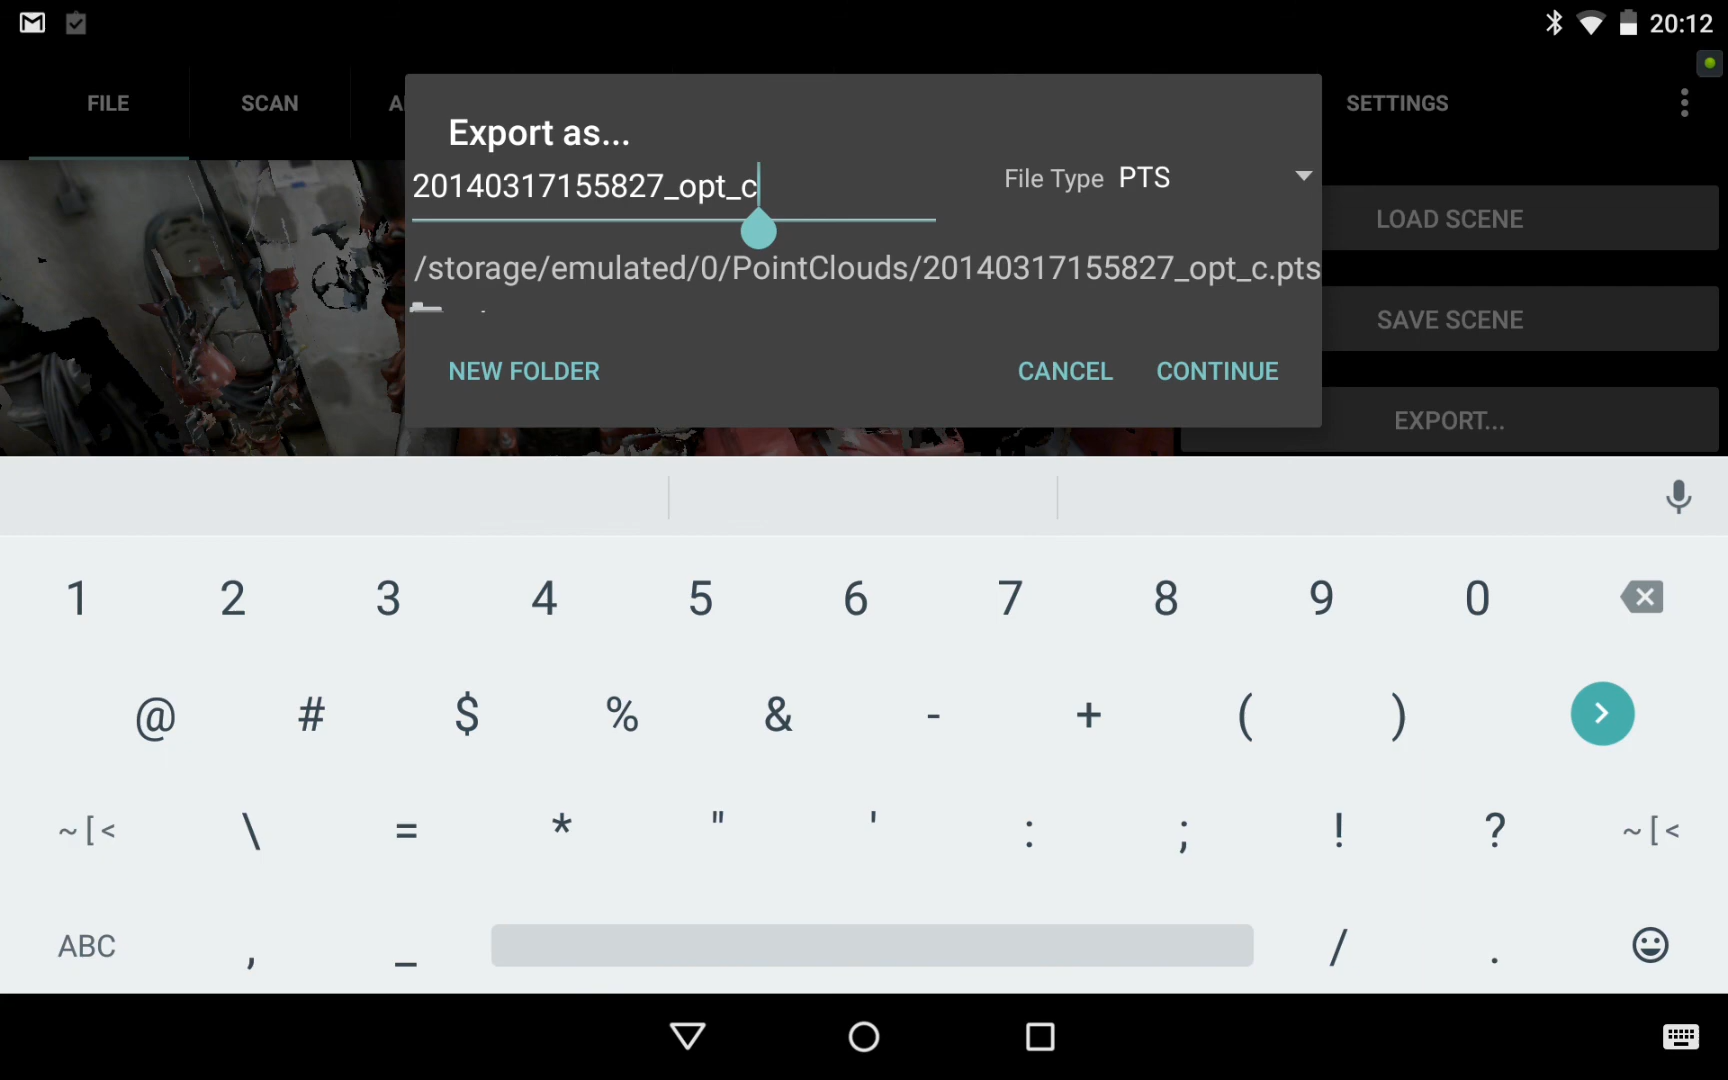 20:12
FILE
SCAN
SETTINGS
Export as...
20140317155827_opt_c
File Type PTS
/storage/emulated/0/PointClouds/20140317155827_opt_c.pts
NEW FOLDER
CANCEL
CONTINUE
LOAD SCENE
SAVE SCENE
EXPORT...
1 2 3 4 5 6 7 8 9 0
@ # $ % & - + ( )
~[< \ = * " ' : ; ! ? ~[<
ABC , _ / .